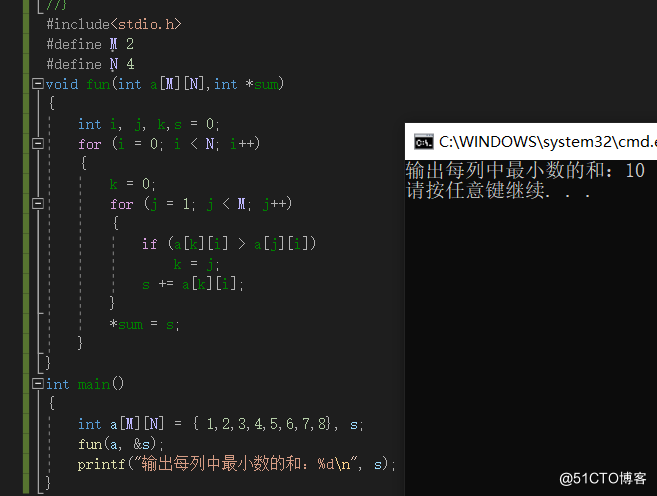 //}
#include<stdio.h>
#define M 2
#define N 4
void fun(int a[M][N],int *sum)
{
int i, j, k,s = 0;
for (i = 0; i < N; i++)
{
k = 0;
for (j = 1; j < M; j++)
{
if (a[k][i] > a[j][i])
k = j;
s += a[k][i];
}
*sum = s;
}
}
int main()
{
int a[M][N] = { 1,2,3,4,5,6,7,8}, s;
fun(a, &s);
printf("输出每列中最小数的和：%d\n", s);
}
C:\WINDOWS\system32\cmd.e
输出每列中最小数的和：10
请按任意键继续. . .
@51CTO博客